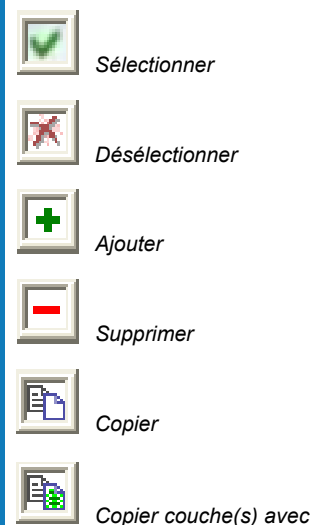 Sélectionner
Désélectionner
Ajouter
Supprimer
Copier
Copier couche(s) avec